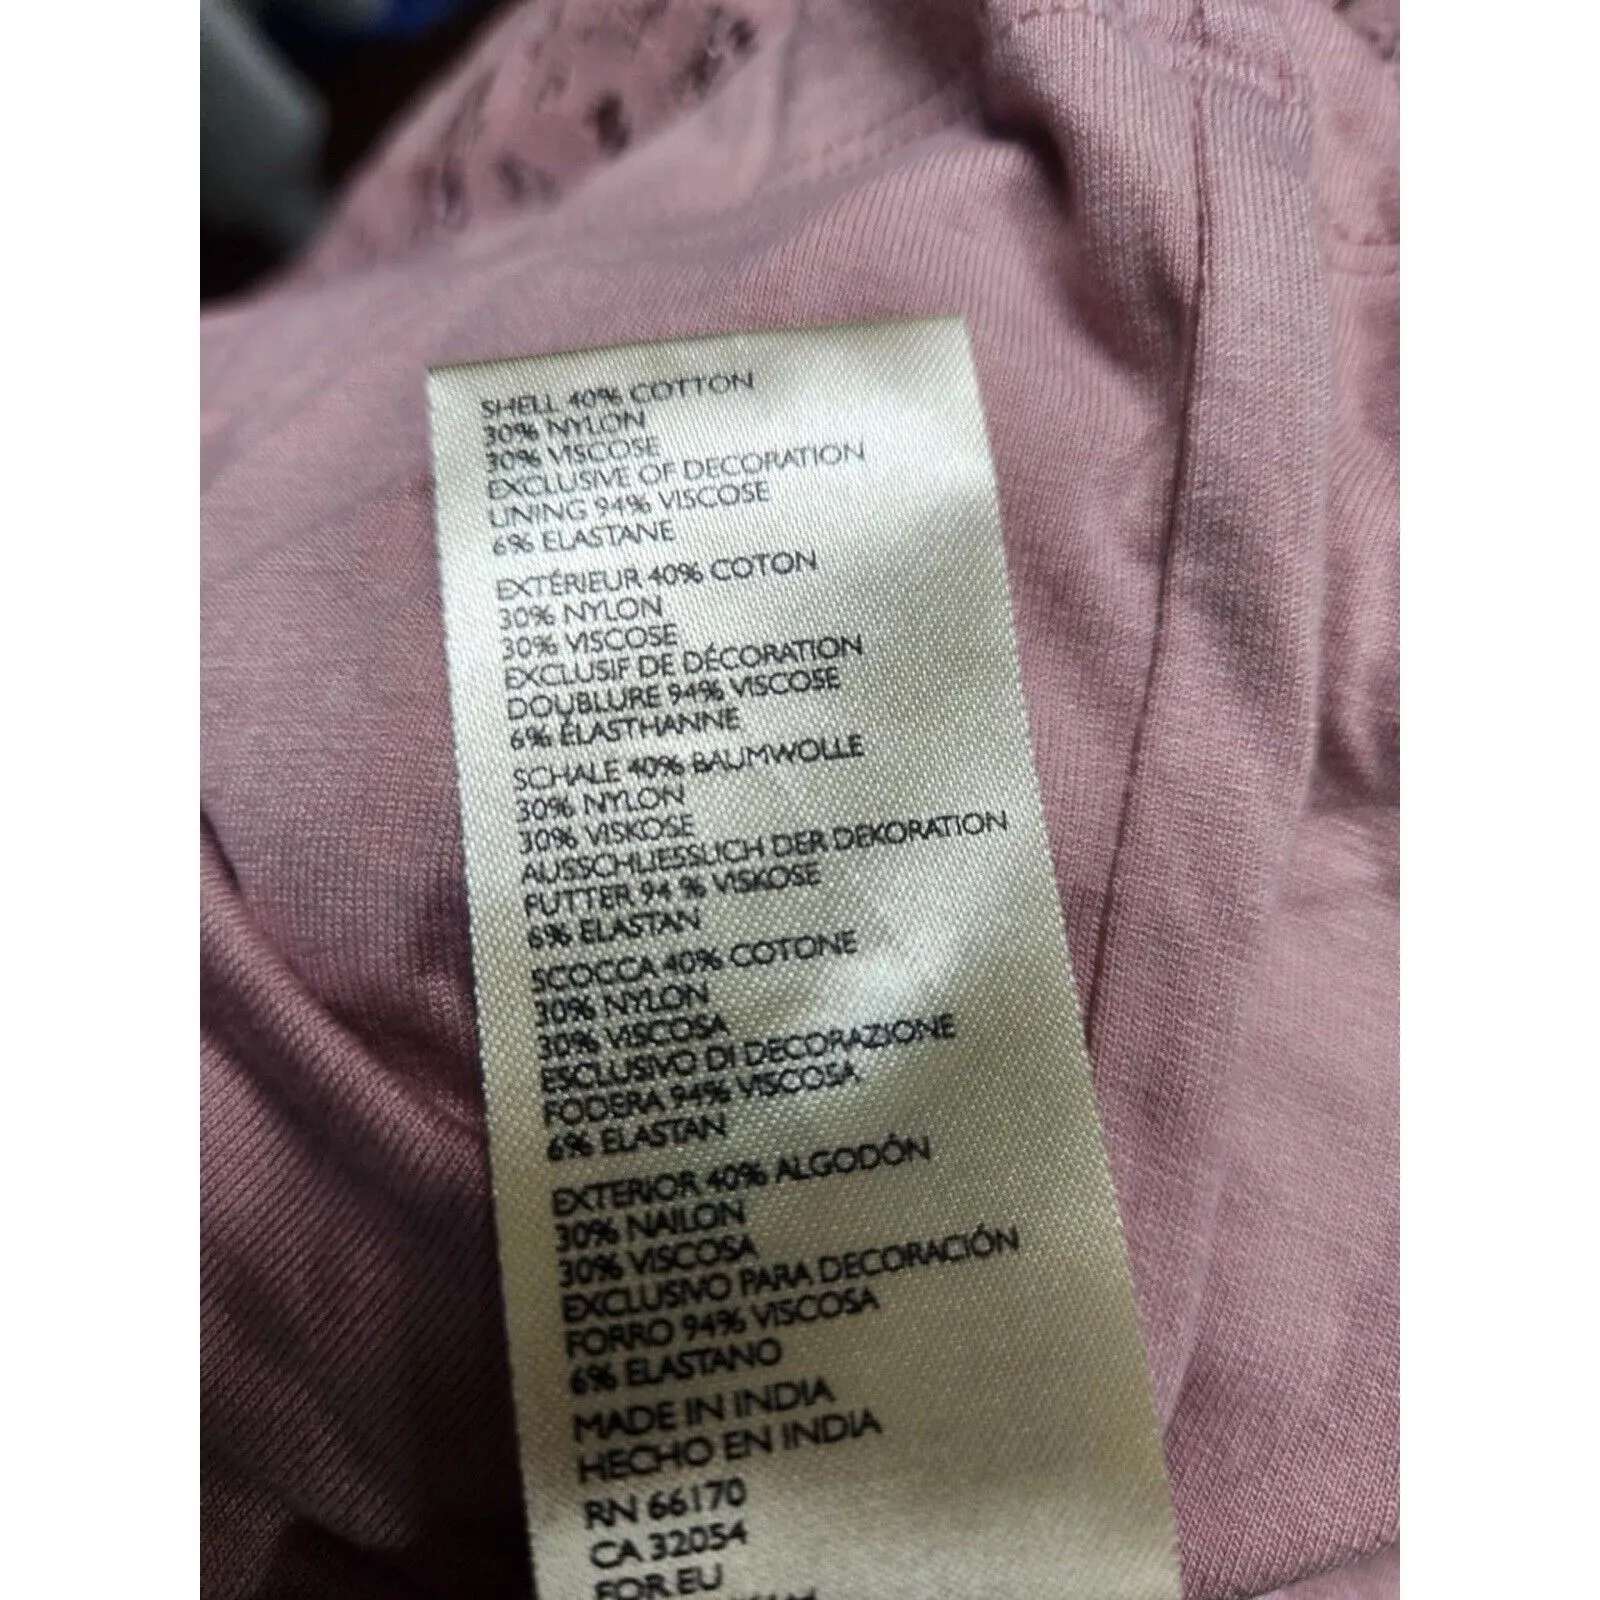 SHELL 40% COTTON
30% NYLON
30% VISCOSE
EXCLUSIVE OF DECORATION
LINING 94% VISCOSE
6% ELASTANE
EXTÉRIEUR 40% COTON
30% NYLON
30% VISCOSE
EXCLUSIF DE DÉCORATION
DOUBLURE 94% VISCOSE
6% ÉLASTHANNE
SCHALE 40% BAUMWOLLE
30% NYLON
30% VISKOSE
AUSSCHLIESSLICH DER DEKORATION
FUTTER 94 % VISKOSE
6% ELASTAN
SCOCCA 40% COTONE
30% NYLON
30% VISCOSA
ESCLUSIVO DI DECORAZIONE
FODERA 94% VISCOSA
6% ELASTAN
EXTERIOR 40% ALGODÓN
30% NAILON
30% VISCOSA
EXCLUSIVO PARA DECORACIÓN
FORRO 94% VISCOSA
6% ELASTANO
MADE IN INDIA
HECHO EN INDIA
RN 66170
CA 32054
FOR EU